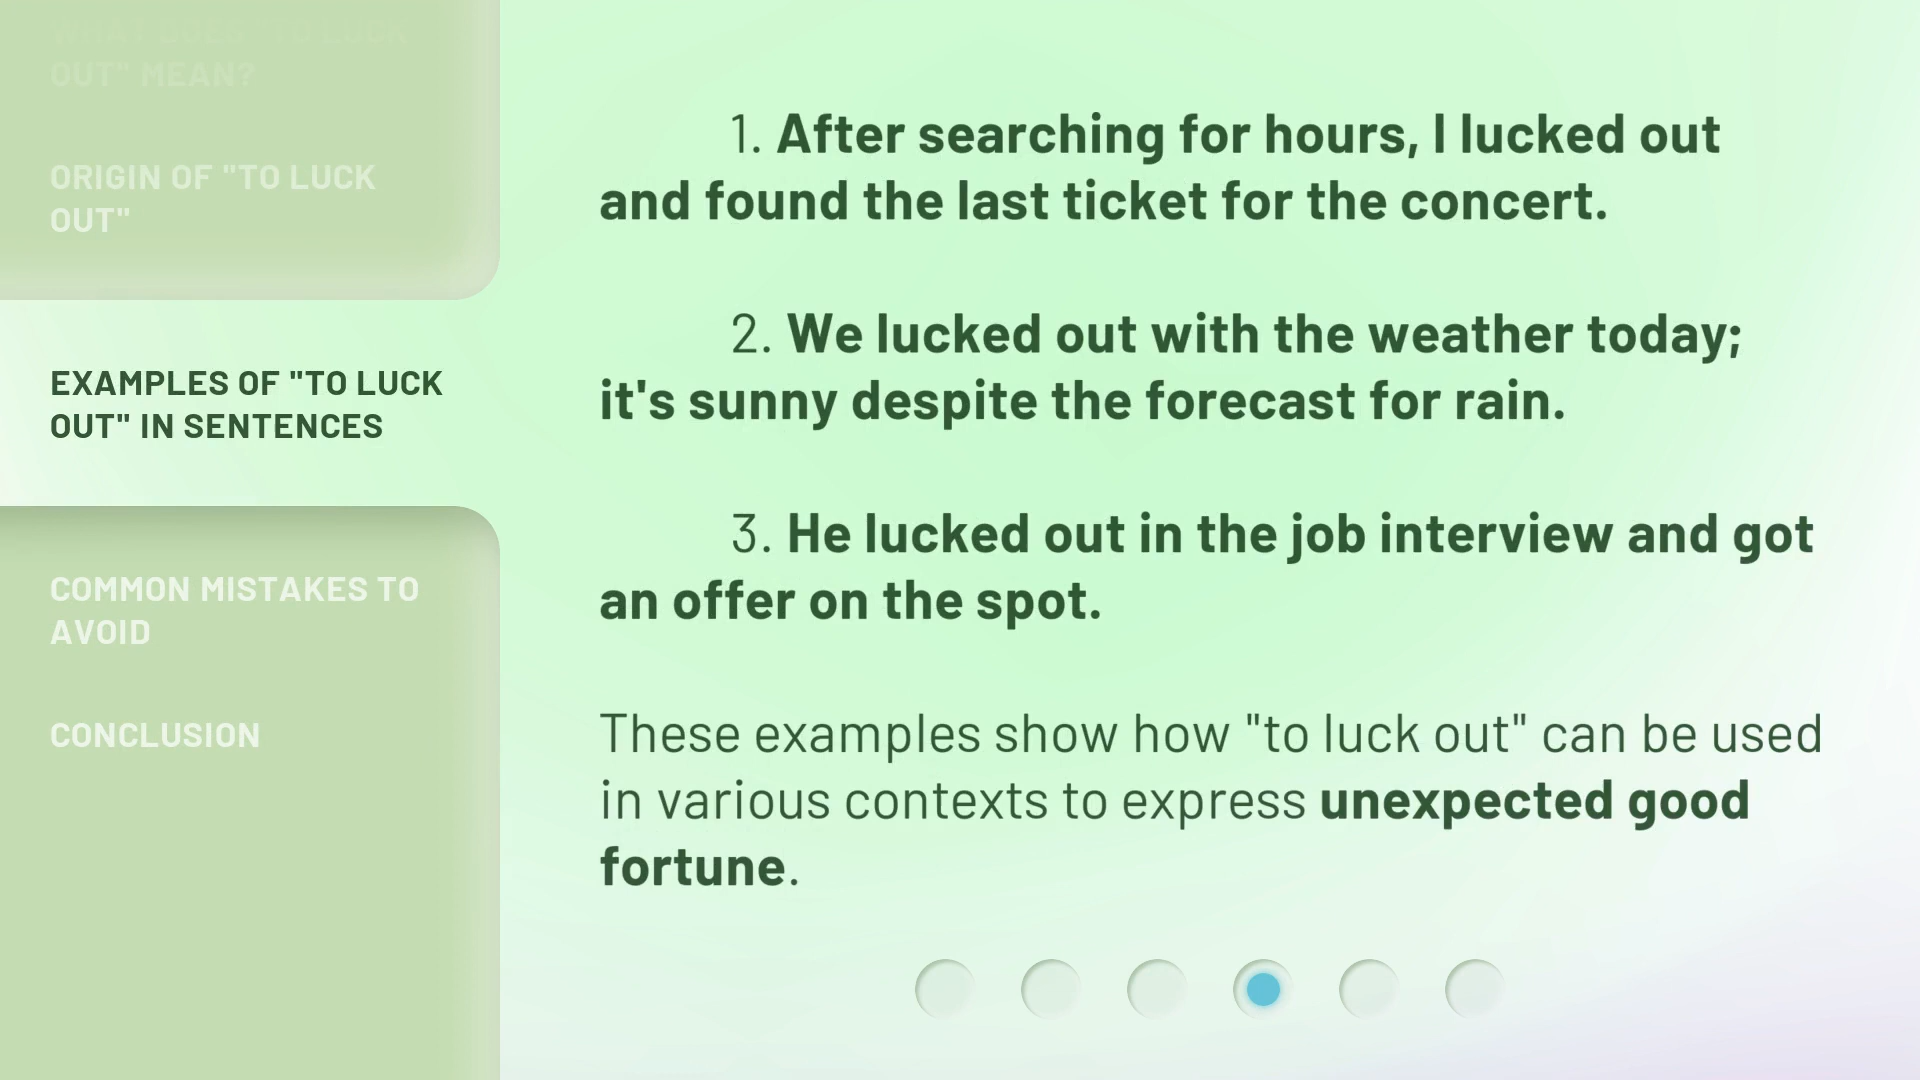 WHAT DOES "TO LUCK
OUT" MEAN?
ORIGIN OF "TO LUCK
OUT"
EXAMPLES OF "TO LUCK
OUT" IN SENTENCES
COMMON MISTAKES TO
AVOID
CONCLUSION
1. After searching for hours, I lucked out
and found the last ticket for the concert.
2. We lucked out with the weather today;
it's sunny despite the forecast for rain.
3. He lucked out in the job interview and got
an offer on the spot.
These examples show how "to luck out" can be used
in various contexts to express unexpected good
fortune.